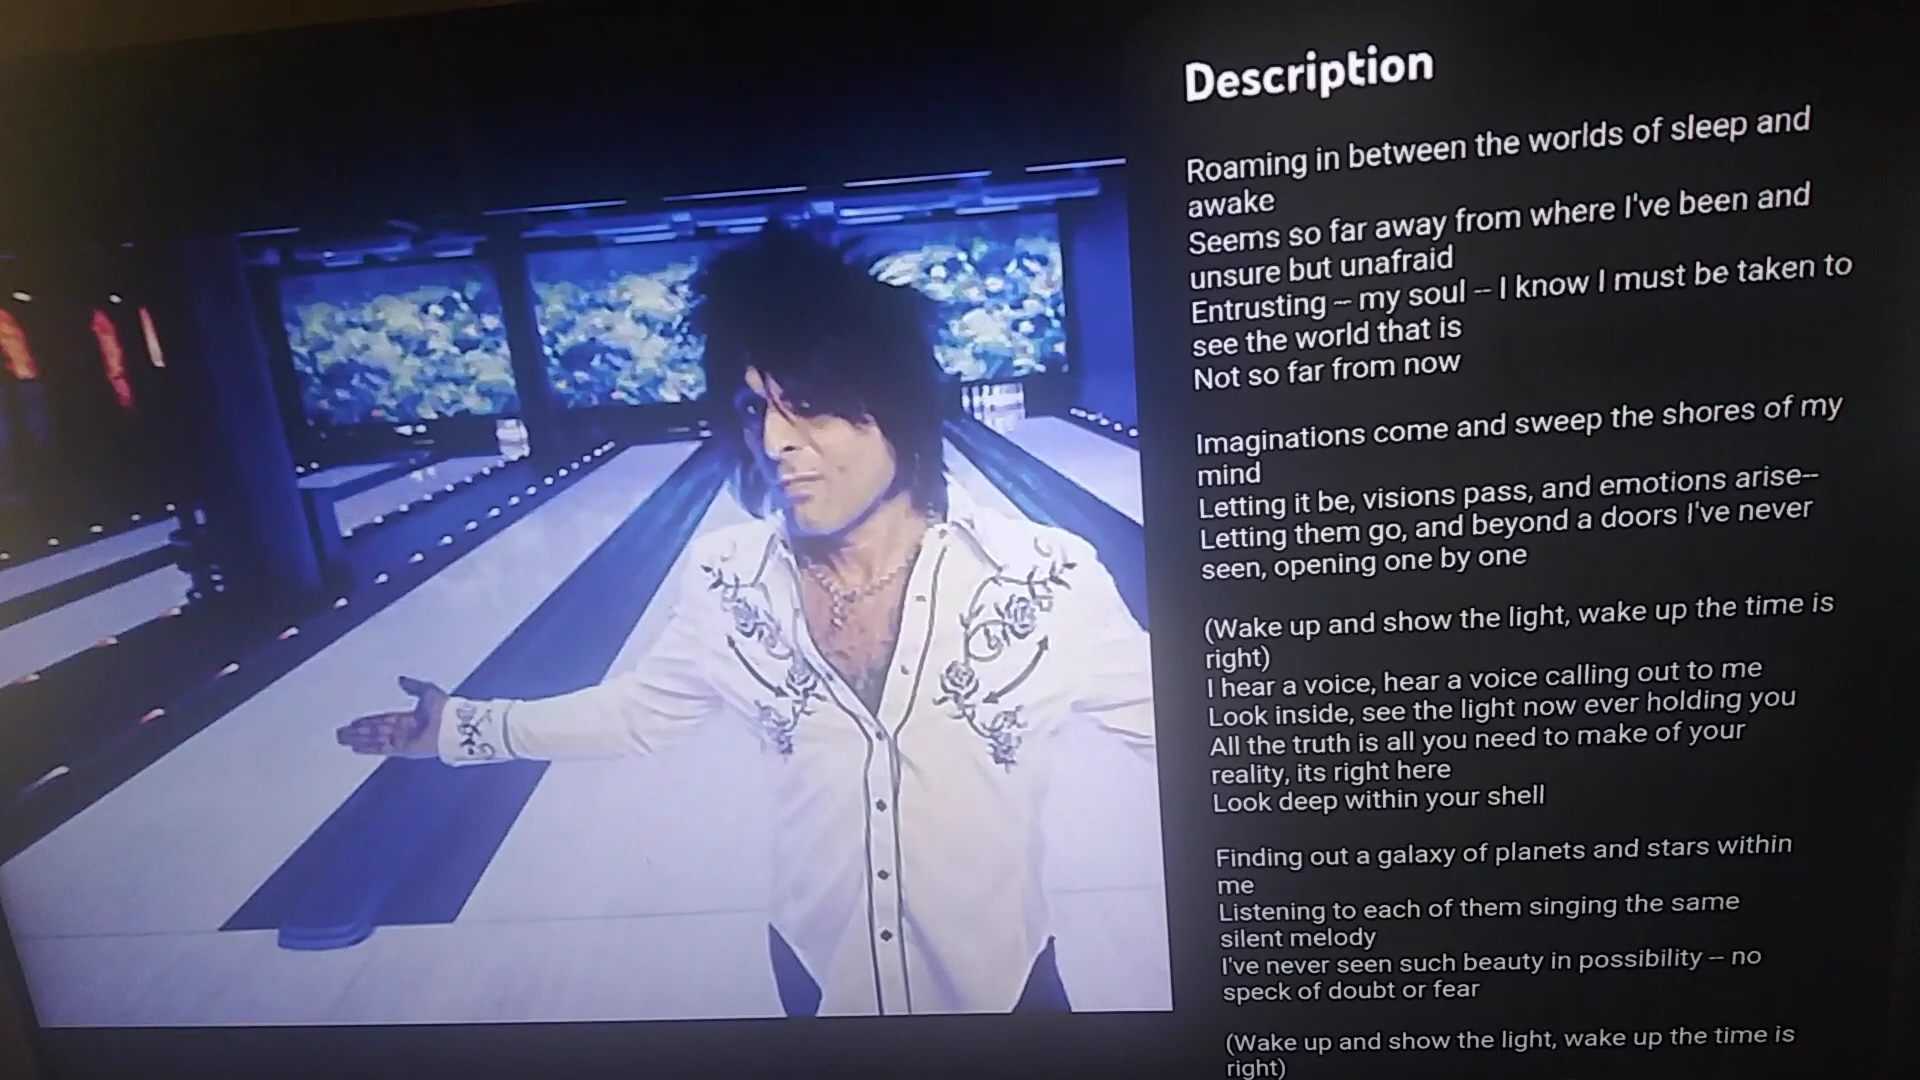 Description
Roaming in between the worlds of sleep and
awake
Seems so far away from where I've been and
unsure but unafraid
Entrusting -- my soul -- I know I must be taken to
see the world that is
Not so far from now
Imaginations come and sweep the shores of my
mind
Letting it be, visions pass, and emotions arise--
Letting them go, and beyond a doors I've never
seen, opening one by one
(Wake up and show the light, wake up the time is
right)
I hear a voice, hear a voice calling out to me
Look inside, see the light now ever holding you
All the truth is all you need to make of your
reality, its right here
Look deep within your shell
Finding out a galaxy of planets and stars within
me
Listening to each of them singing the same
silent melody
I've never seen such beauty in possibility -- no
speck of doubt or fear
(Wake up and show the light, wake up the time is
right)